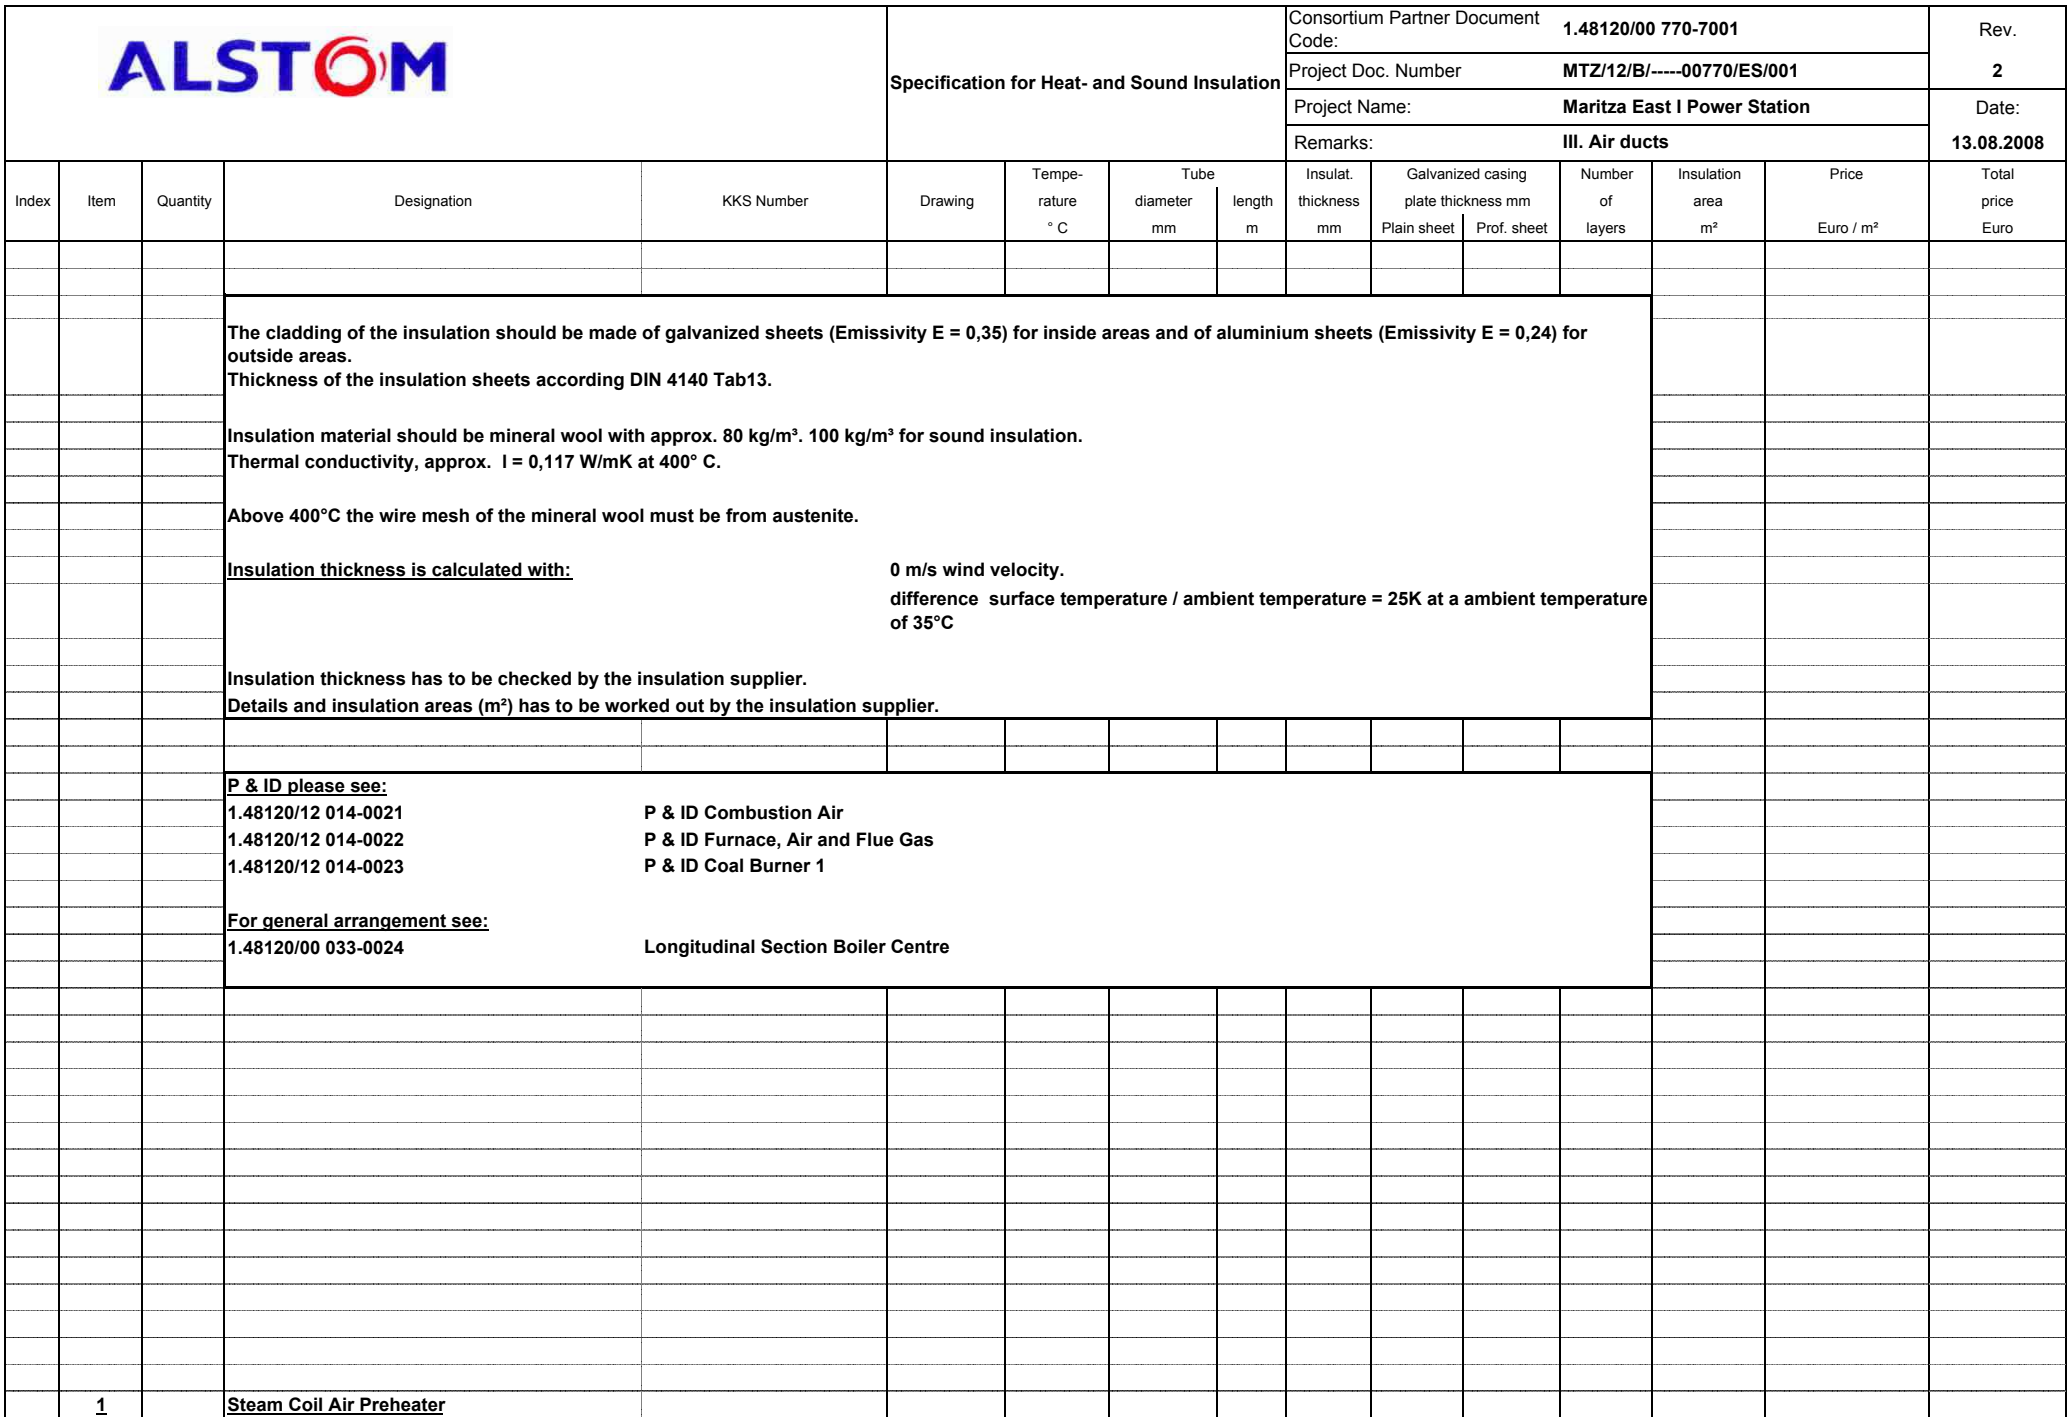 ALSTOM
Specification for Heat- and Sound Insulation
Consortium Partner Document Code: 1.48120/00 770-7001
Rev.
Project Doc. Number MTZ/12/B/-----00770/ES/001
2
Project Name: Maritza East I Power Station
Date:
Remarks: III. Air ducts
13.08.2008
Index Item Quantity Designation KKS Number Drawing Tempe- rature ° C Tube diameter mm length m Insulat. thickness mm Galvanized casing plate thickness mm Plain sheet Prof. sheet Number of layers Insulation area m² Price Euro / m² Total price Euro
The cladding of the insulation should be made of galvanized sheets (Emissivity E = 0,35) for inside areas and of aluminium sheets (Emissivity E = 0,24) for
outside areas.
Thickness of the insulation sheets according DIN 4140 Tab13.
Insulation material should be mineral wool with approx. 80 kg/m³. 100 kg/m³ for sound insulation.
Thermal conductivity, approx. l = 0,117 W/mK at 400° C.
Above 400°C the wire mesh of the mineral wool must be from austenite.
Insulation thickness is calculated with: 0 m/s wind velocity.
difference surface temperature / ambient temperature = 25K at a ambient temperature
of 35°C
Insulation thickness has to be checked by the insulation supplier.
Details and insulation areas (m²) has to be worked out by the insulation supplier.
P & ID please see:
1.48120/12 014-0021 P & ID Combustion Air
1.48120/12 014-0022 P & ID Furnace, Air and Flue Gas
1.48120/12 014-0023 P & ID Coal Burner 1
For general arrangement see:
1.48120/00 033-0024 Longitudinal Section Boiler Centre
1 Steam Coil Air Preheater